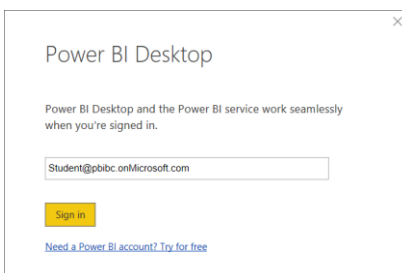 Power BI Desktop
Power BI Desktop and the Power BI service work seamlessly
when you're signed in.
Student@pbibc.onMicrosoft.com
Sign in
Need a Power BI account? Try for free